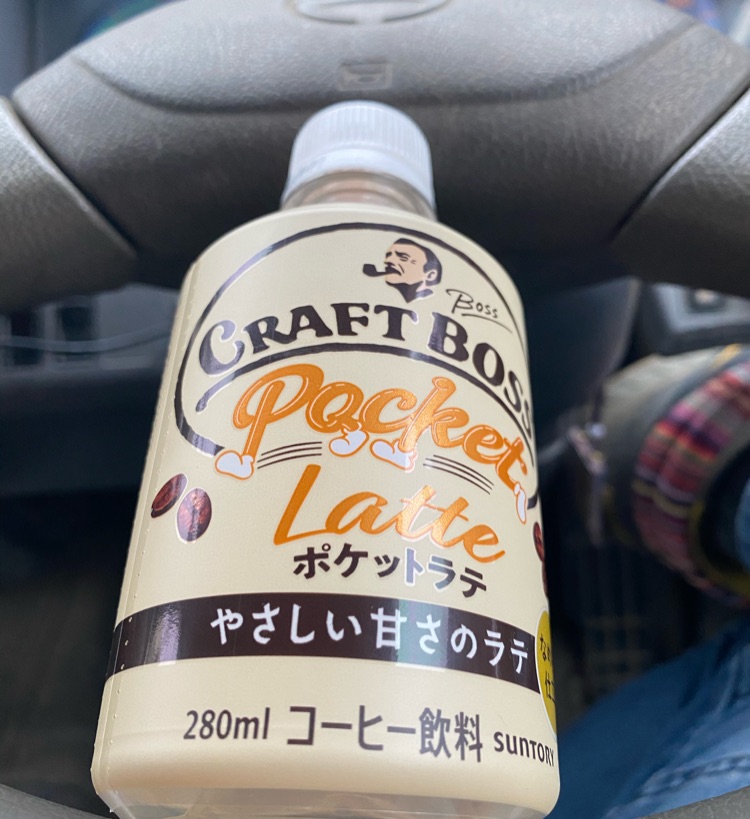 Boss
CRAFT BOSS
Pocket
Latte
ポケットラテ
やさしい甘さのラテ
280ml コーヒー飲料 SUNTORY